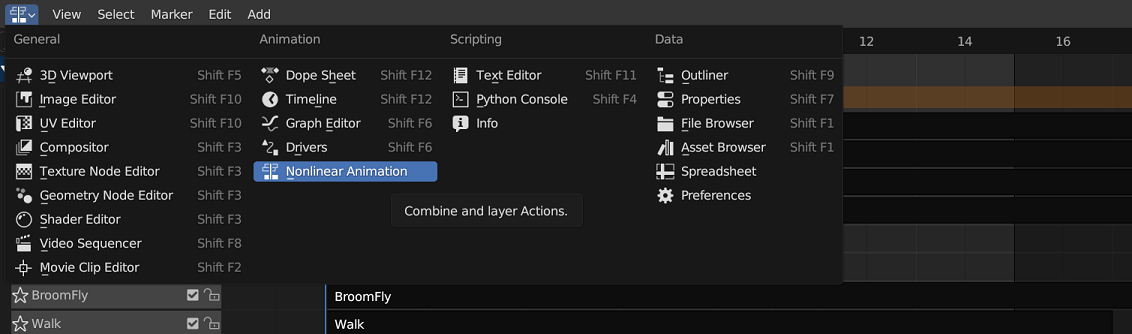 View Select Marker Edit Add
General Animation Scripting Data
12 14 16
3D Viewport Shift F5 Dope Sheet Shift F12 Text Editor Shift F11 Outliner Shift F9
Image Editor Shift F10 Timeline Shift F12 Python Console Shift F4 Properties Shift F7
UV Editor Shift F10 Graph Editor Shift F6 Info File Browser Shift F1
Compositor Shift F3 Drivers Shift F6 Asset Browser Shift F1
Texture Node Editor Shift F3 Nonlinear Animation Spreadsheet
Geometry Node Editor Shift F3 Preferences
Combine and layer Actions.
Shader Editor Shift F3
Video Sequencer Shift F8
Movie Clip Editor Shift F2
BroomFly BroomFly
Walk Walk